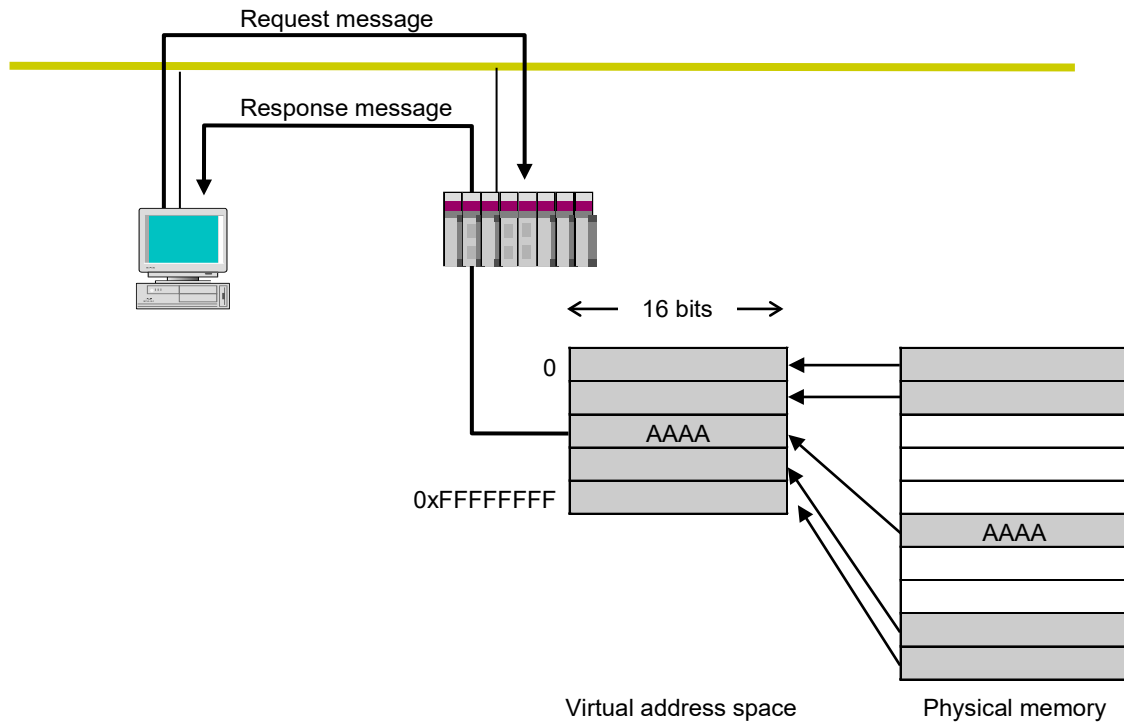 Request message
Response message
16 bits
0
AAAA
0xFFFFFFFF
AAAA
Virtual address space
Physical memory